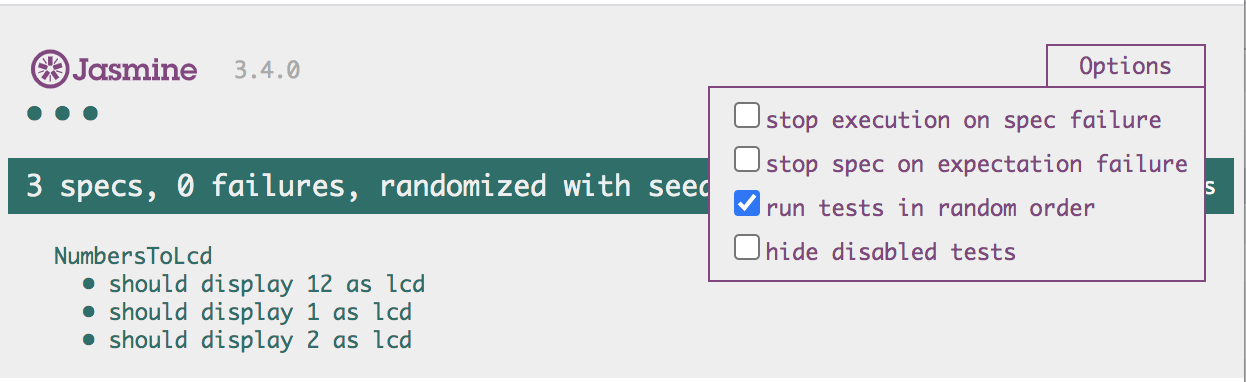 Jasmine 3.4.0
Options
stop execution on spec failure
stop spec on expectation failure
run tests in random order
hide disabled tests
3 specs, 0 failures, randomized with
NumbersToLcd
should display 12 as lcd
should display 1 as lcd
should display 2 as lcd